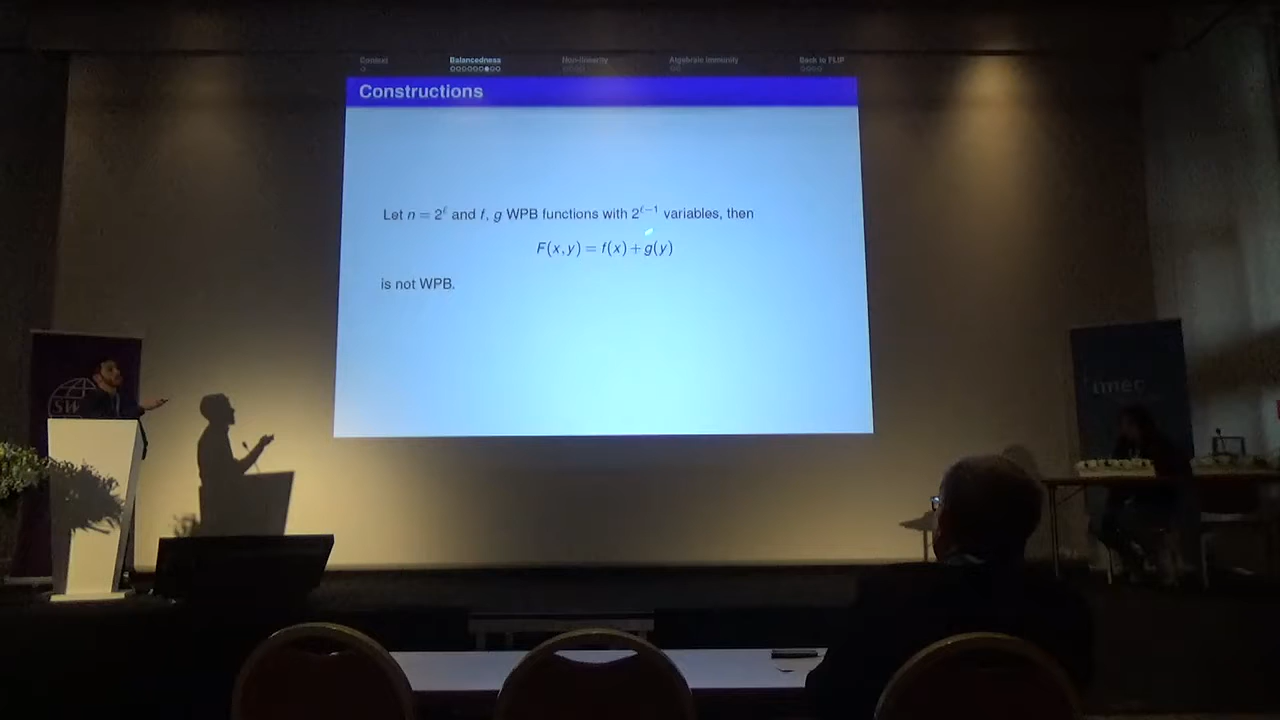 Context Balancedness Non-linearity Algebraic immunity Back to FLIP
Constructions
Let n = 2^ℓ and f, g WPB functions with 2^{ℓ−1} variables, then
F(x,y) = f(x) + g(y)
is not WPB.
SW
imec